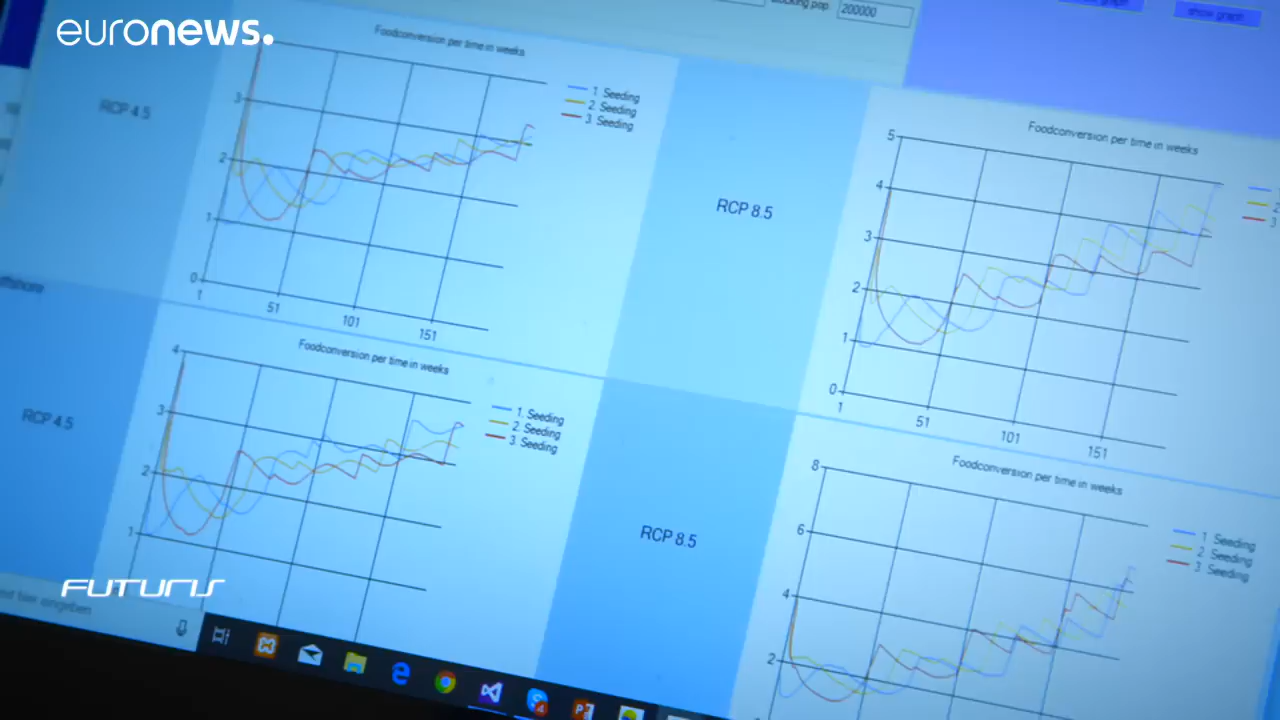 euronews.
200000
show graph
Foodconversion per time in weeks
1. Seeding
2. Seeding
3. Seeding
RCP 4.5
3
2
1
0
1
51
101
151
RCP 8.5
Foodconversion per time in weeks
5
4
3
2
1
0
1
51
101
151
1
2
3
Foodconversion per time in weeks
1. Seeding
2. Seeding
3. Seeding
RCP 4.5
4
3
2
1
RCP 8.5
Foodconversion per time in weeks
1. Seeding
2. Seeding
3. Seeding
8
6
4
2
FUTURIS